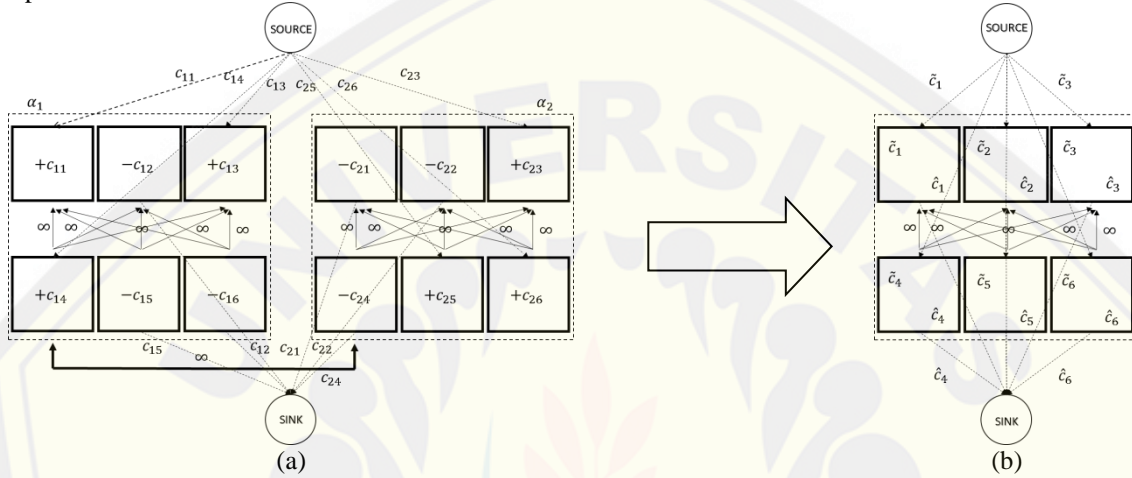 SOURCE SOURCE
c₁₁ c₁₄ c₁₃ c₂₅ c₂₆ c₂₃ c̃₁ c̃₃
α₁ α₂
+c₁₁ −c₁₂ +c₁₃ −c₂₁ −c₂₂ +c₂₃ c̃₁ ĉ₁ c̃₂ ĉ₂ c̃₃ ĉ₃
∞ ∞ ∞ ∞ ∞ ∞ ∞ ∞ ∞ ∞ ∞ ∞ ∞ ∞ ∞
+c₁₄ −c₁₅ −c₁₆ −c₂₄ +c₂₅ +c₂₆ c̃₄ ĉ₄ c̃₅ ĉ₅ c̃₆ ĉ₆
c₁₅ ∞ c₁₂ c₂₁ c₂₂ c₂₄ ĉ₄ ĉ₆
SINK SINK
(a) (b)
UNIVERSITAS